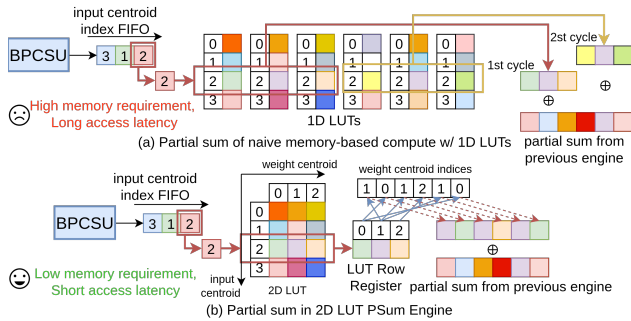 input centroid
index FIFO
BPCSU
3 1 2
2
0 0 0 0 0 0
1 1 1 1 1 1
2 2 2 2 2 2
3 3 3 3 3 3
1D LUTs
1st cycle
2nd cycle
⊕ ⊕
partial sum from
previous engine
High memory requirement,
Long access latency
(a) Partial sum of naive memory-based compute w/ 1D LUTs
input centroid
index FIFO
BPCSU
3 1 2
2
weight centroid
0 1 2
0
1
2
3
input
centroid
2D LUT
weight centroid indices
1 0 1 2 1 0
0 1 2
LUT Row
Register
⊕
partial sum from previous engine
Low memory requirement,
Short access latency
(b) Partial sum in 2D LUT PSum Engine